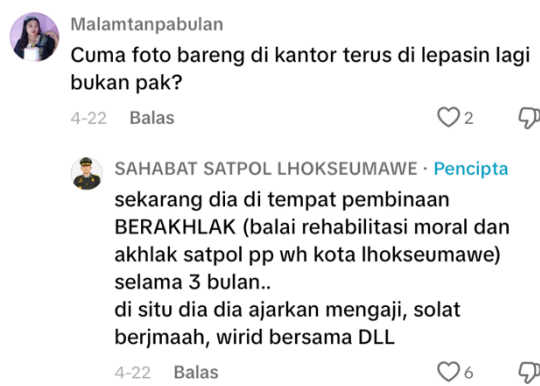 Malamtanpabulan
Cuma foto bareng di kantor terus di lepasin lagi
bukan pak?
4-22 Balas 2
SAHABAT SATPOL LHOKSEUMAWE · Pencipta
sekarang dia di tempat pembinaan
BERAKHLAK (balai rehabilitasi moral dan
akhlak satpol pp wh kota lhokseumawe)
selama 3 bulan..
di situ dia dia ajarkan mengaji, solat
berjmaah, wirid bersama DLL
4-22 Balas 6